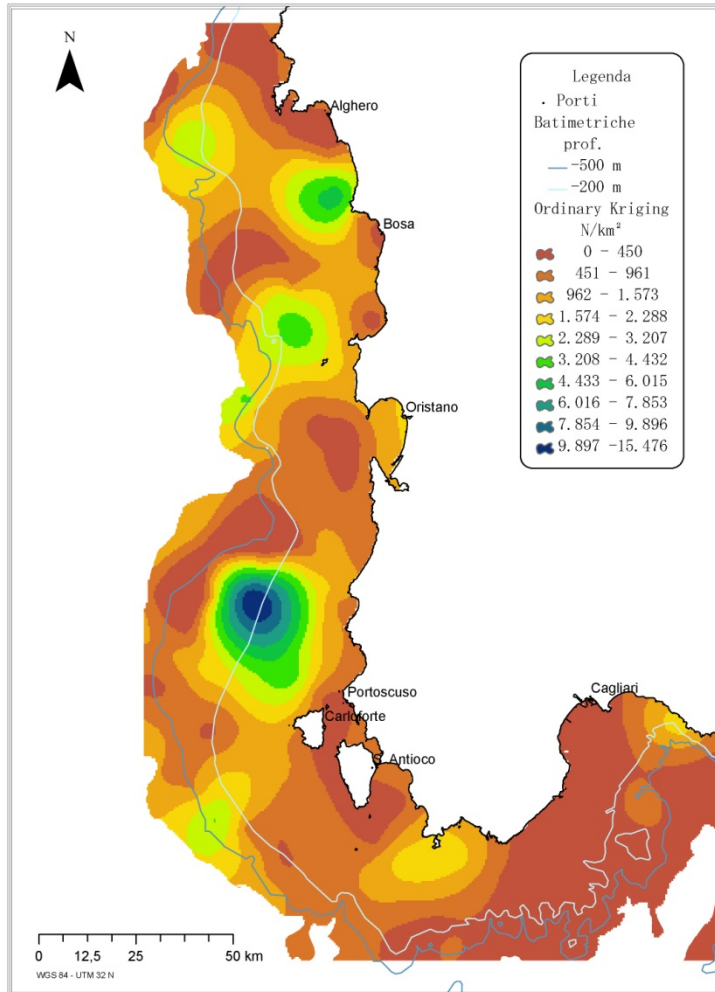 N
Alghero
Bosa
Oristano
Portoscuso
Carloforte
S. Antioco
Cagliari
Legenda
Porti
Batimetriche
prof.
-500 m
-200 m
Ordinary Kriging
N/km²
0 - 450
451 - 961
962 - 1.573
1.574 - 2.288
2.289 - 3.207
3.208 - 4.432
4.433 - 6.015
6.016 - 7.853
7.854 - 9.896
9.897 -15.476
0 12,5 25 50 km
WGS 84 - UTM 32 N